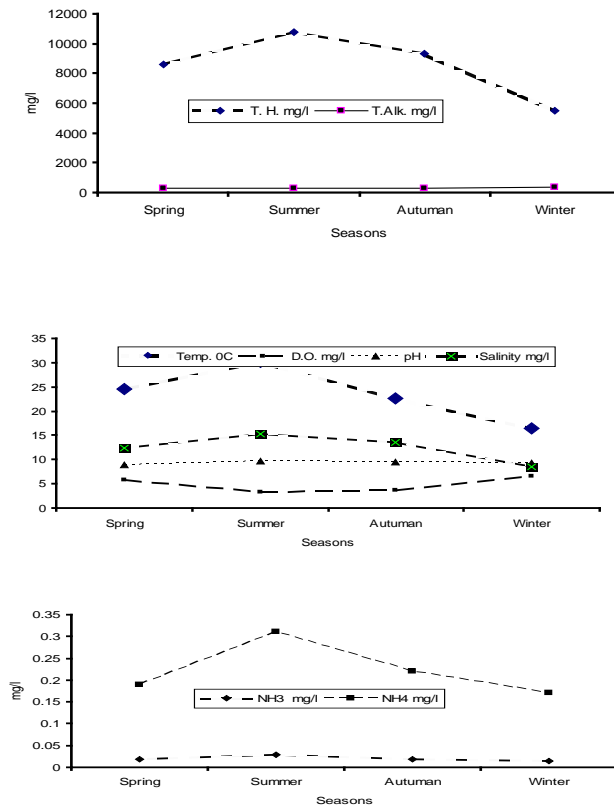 12000
10000
8000
6000
4000
2000
0
mg/l
T. H. mg/l T.Alk. mg/l
Spring Summer Autuman Winter
Seasons
35
30
25
20
15
10
5
0
Temp. 0C D.O. mg/l pH Salinity mg/l
Spring Summer Autuman Winter
Seasons
0.35
0.3
0.25
0.2
0.15
0.1
0.05
0
mg/l
NH3 mg/l NH4 mg/l
Spring Summer Autuman Winter
Seasons